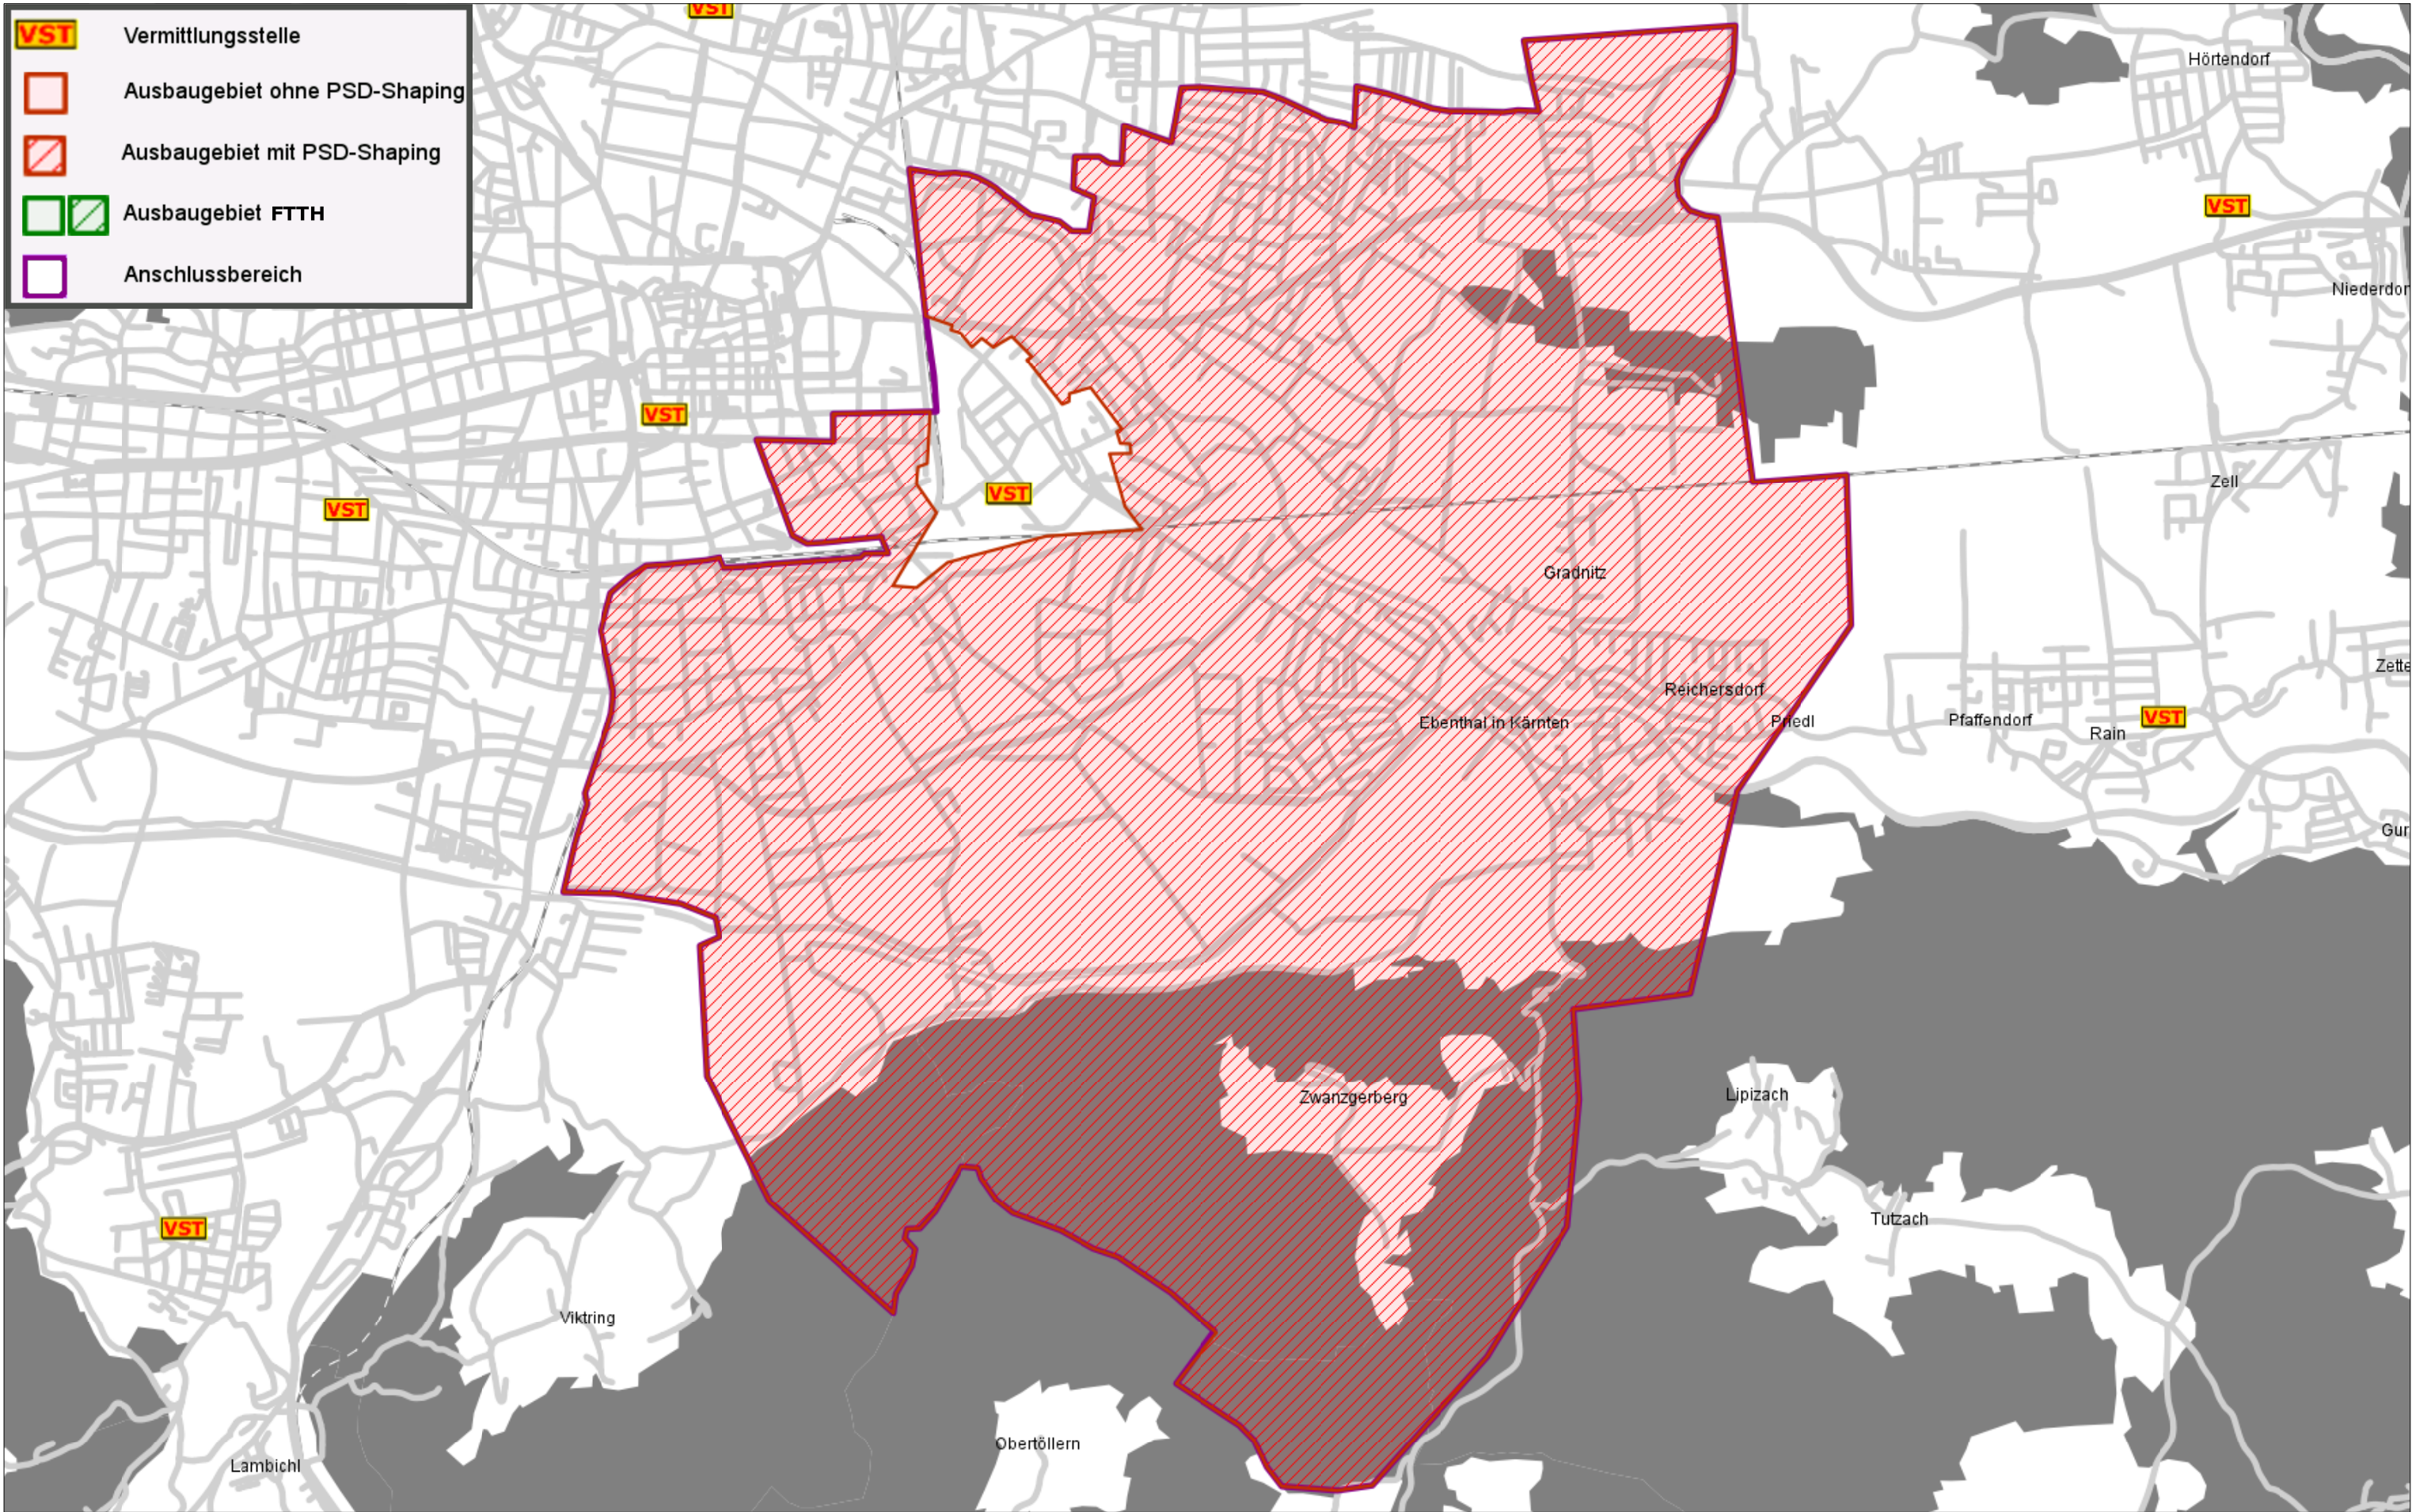 VST
VST Vermittlungsstelle
Ausbaugebiet ohne PSD-Shaping
Ausbaugebiet mit PSD-Shaping
Ausbaugebiet FTTH
Anschlussbereich
Hörtendorf
VST
Niederdor
VST
VST
VST
Zell
Gradnitz
Zette
Reichersdorf
Ebenthal in Kärnten
Priedl
Pfaffendorf
VST
Rain
Gur
Zwanzgerberg
Lipizach
Tutzach
VST
Viktring
Obertöllern
Lambichl